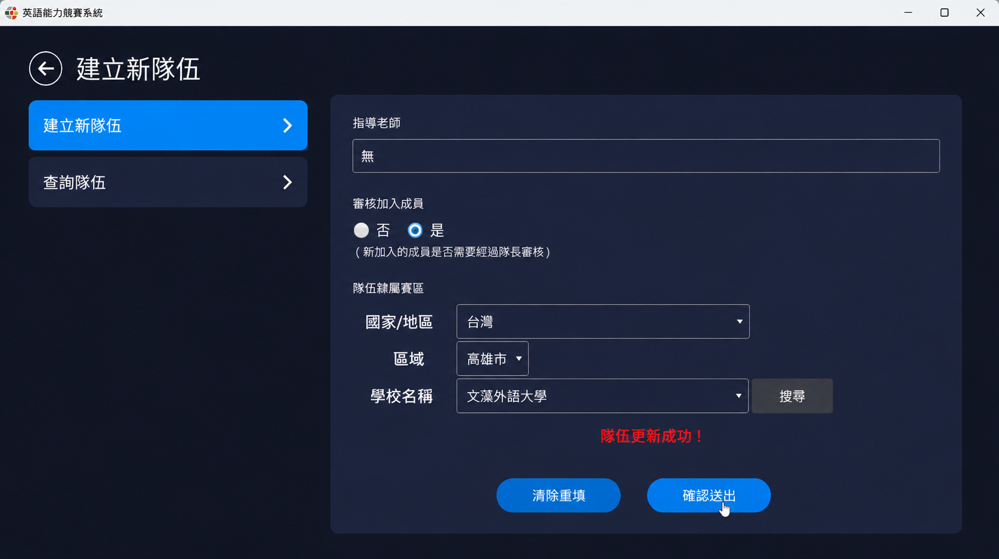 英語能力競賽系統
建立新隊伍
建立新隊伍
查詢隊伍
指導老師
無
審核加入成員
否 是
(新加入的成員是否需要經過隊長審核)
隊伍隸屬賽區
國家/地區 台灣
區域 高雄市
學校名稱 文藻外語大學 搜尋
隊伍更新成功！
清除重填 確認送出